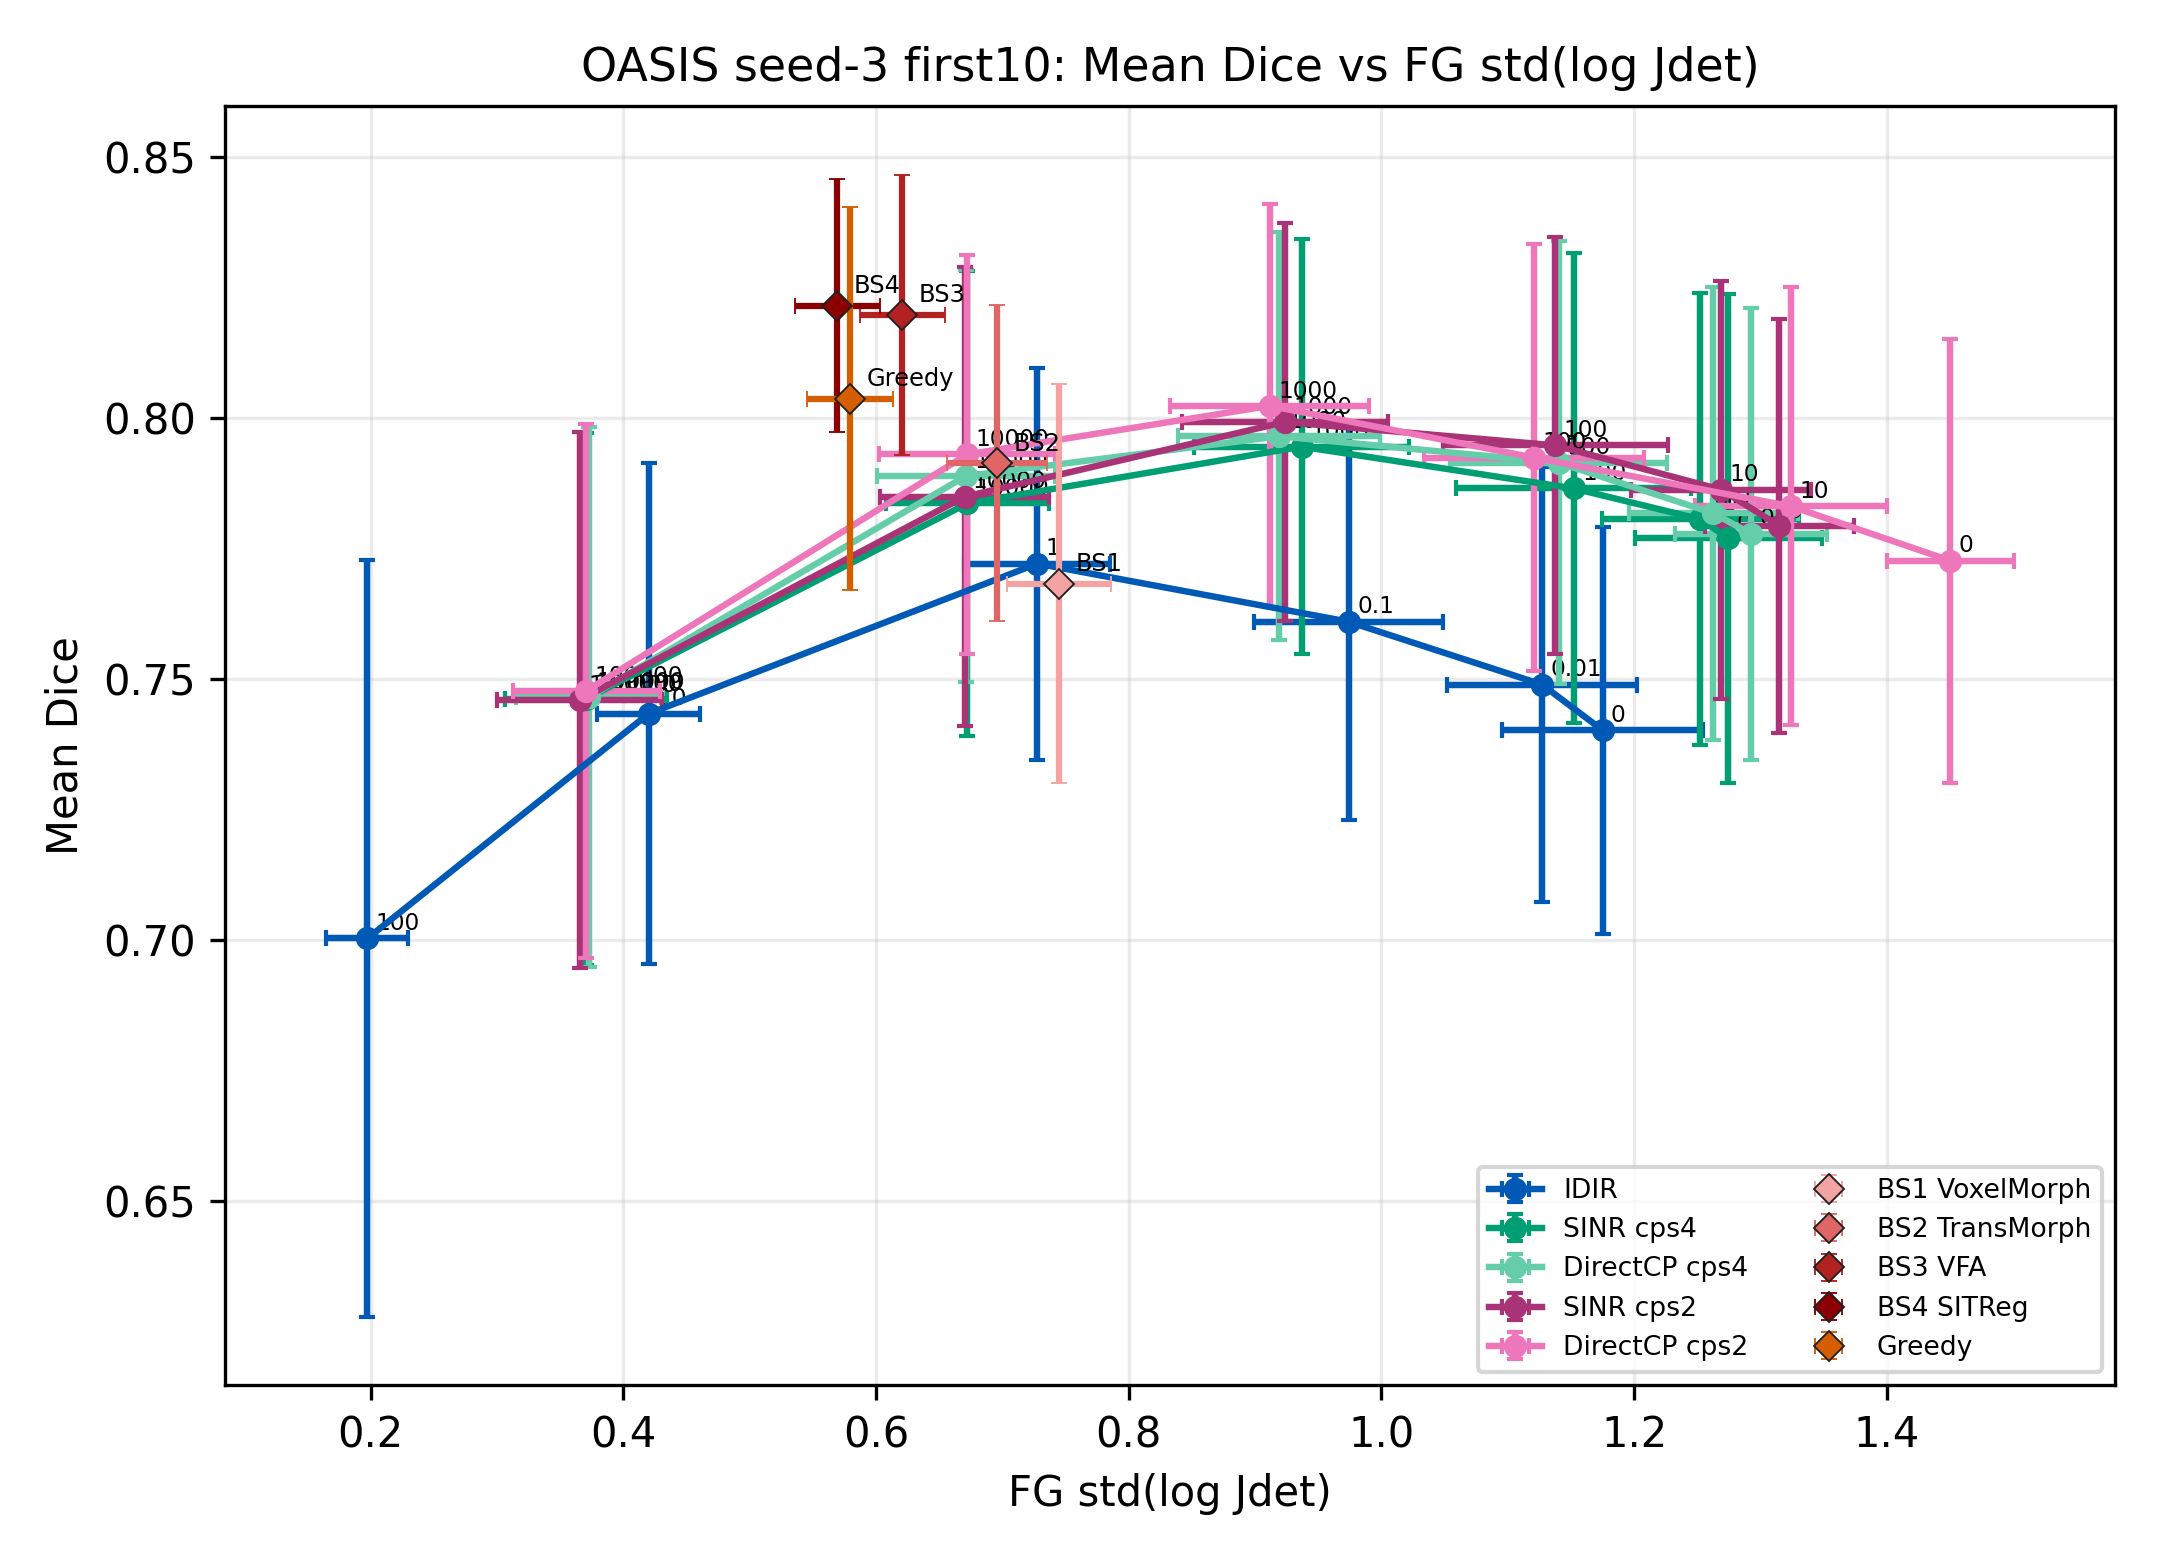 OASIS seed-3 first10: Mean Dice vs FG std(log Jdet)
0.85
0.80
0.75
0.70
0.65
Mean Dice
BS4
BS3
Greedy
1000
10000
BS2
100
10
10
0
1
BS1
0.1
0.01
0
100
0.2
0.4
0.6
0.8
1.0
1.2
1.4
FG std(log Jdet)
IDIR
SINR cps4
DirectCP cps4
SINR cps2
DirectCP cps2
BS1 VoxelMorph
BS2 TransMorph
BS3 VFA
BS4 SITReg
Greedy